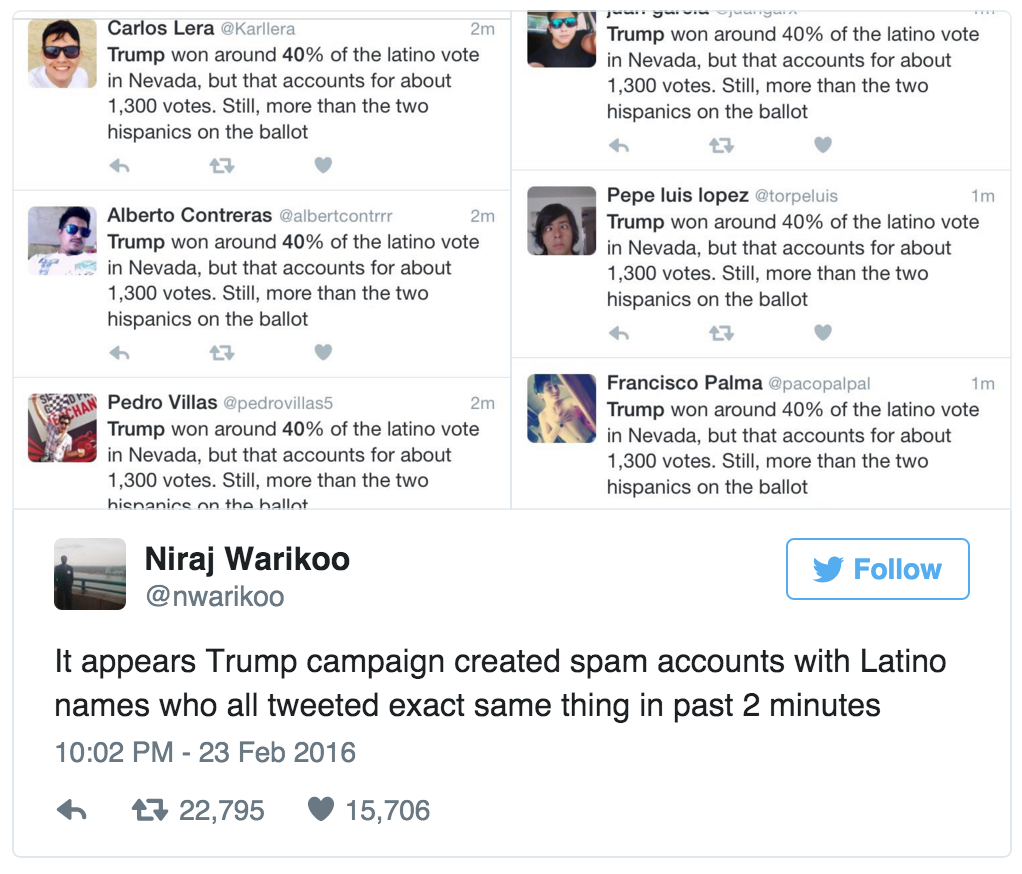 Carlos Lera @Karllera 2m
Trump won around 40% of the latino vote
in Nevada, but that accounts for about
1,300 votes. Still, more than the two
hispanics on the ballot
Alberto Contreras @albertcontrrr 2m
Trump won around 40% of the latino vote
in Nevada, but that accounts for about
1,300 votes. Still, more than the two
hispanics on the ballot
Pedro Villas @pedrovillas5 2m
Trump won around 40% of the latino vote
in Nevada, but that accounts for about
1,300 votes. Still, more than the two
hispanics on the ballot
juan garcia
Trump won around 40% of the latino vote
in Nevada, but that accounts for about
1,300 votes. Still, more than the two
hispanics on the ballot
Pepe luis lopez @torpeluis 1m
Trump won around 40% of the latino vote
in Nevada, but that accounts for about
1,300 votes. Still, more than the two
hispanics on the ballot
Francisco Palma @pacopalpal 1m
Trump won around 40% of the latino vote
in Nevada, but that accounts for about
1,300 votes. Still, more than the two
hispanics on the ballot
Niraj Warikoo
@nwarikoo
Follow
It appears Trump campaign created spam accounts with Latino
names who all tweeted exact same thing in past 2 minutes
10:02 PM - 23 Feb 2016
22,795 15,706